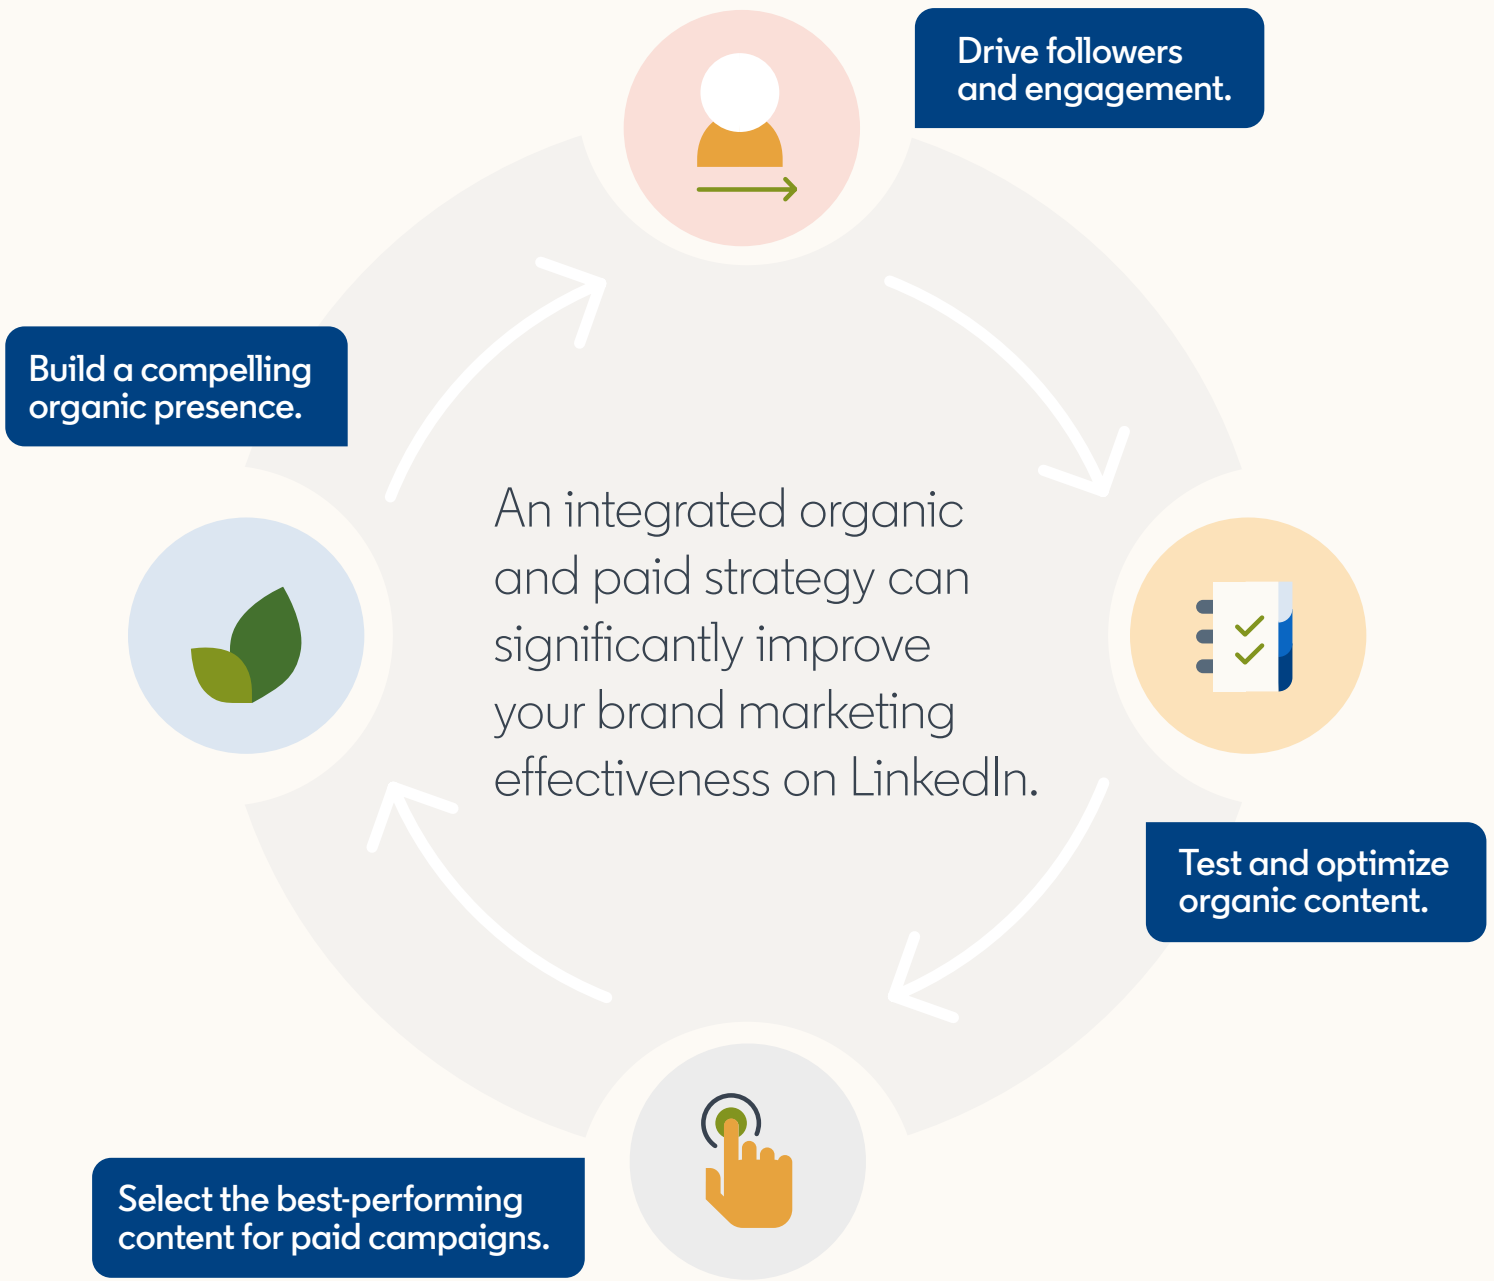 Drive followers
and engagement.
Build a compelling
organic presence.
An integrated organic
and paid strategy can
significantly improve
your brand marketing
effectiveness on LinkedIn.
Test and optimize
organic content.
Select the best-performing
content for paid campaigns.